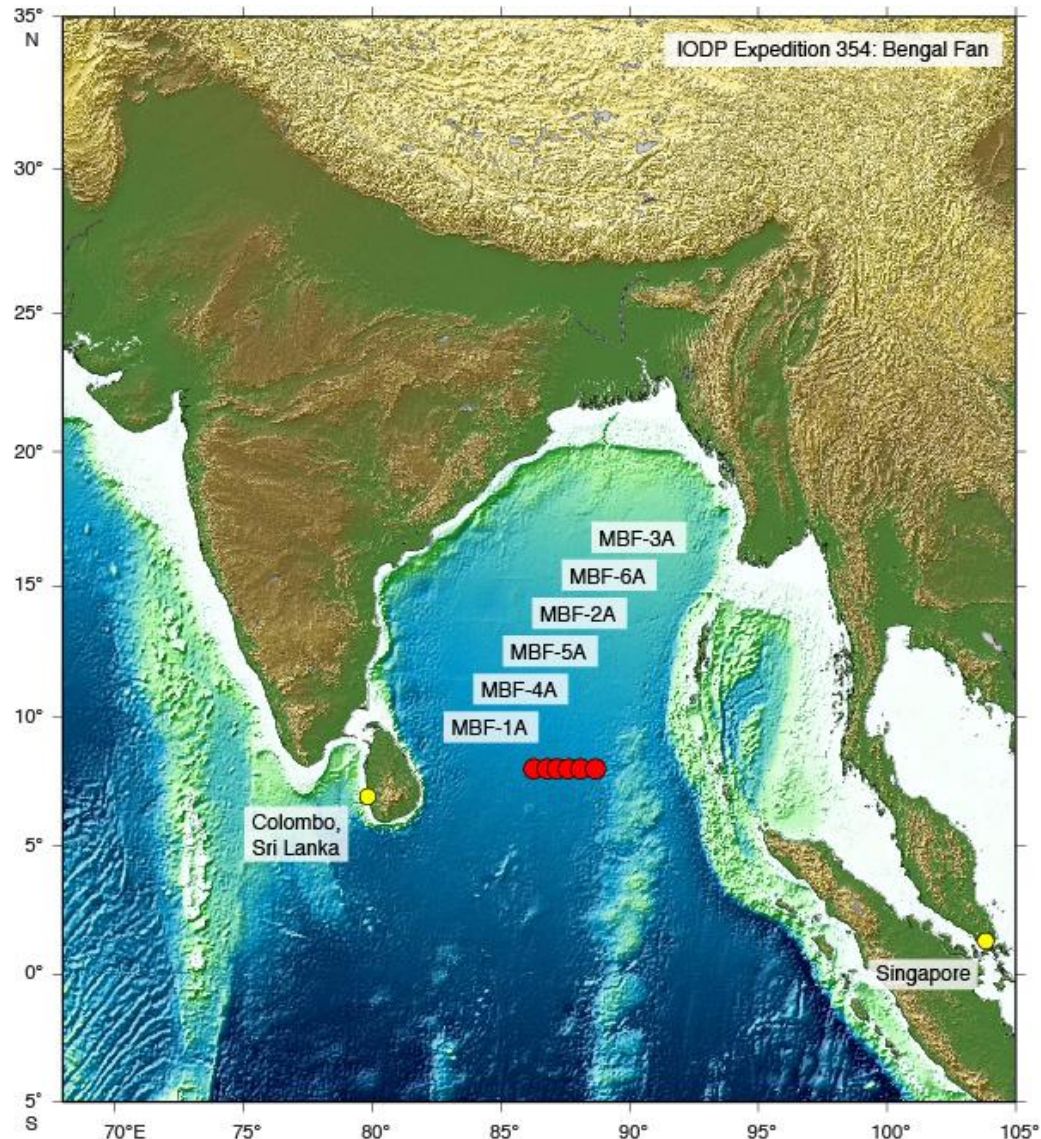 35°
N
IODP Expedition 354: Bengal Fan
30°
25°
20°
MBF-3A
15°
MBF-6A
MBF-2A
MBF-5A
MBF-4A
10°
MBF-1A
5°
Colombo,
Sri Lanka
0°
Singapore
5°
S
70°E
75°
80°
85°
90°
95°
100°
105°